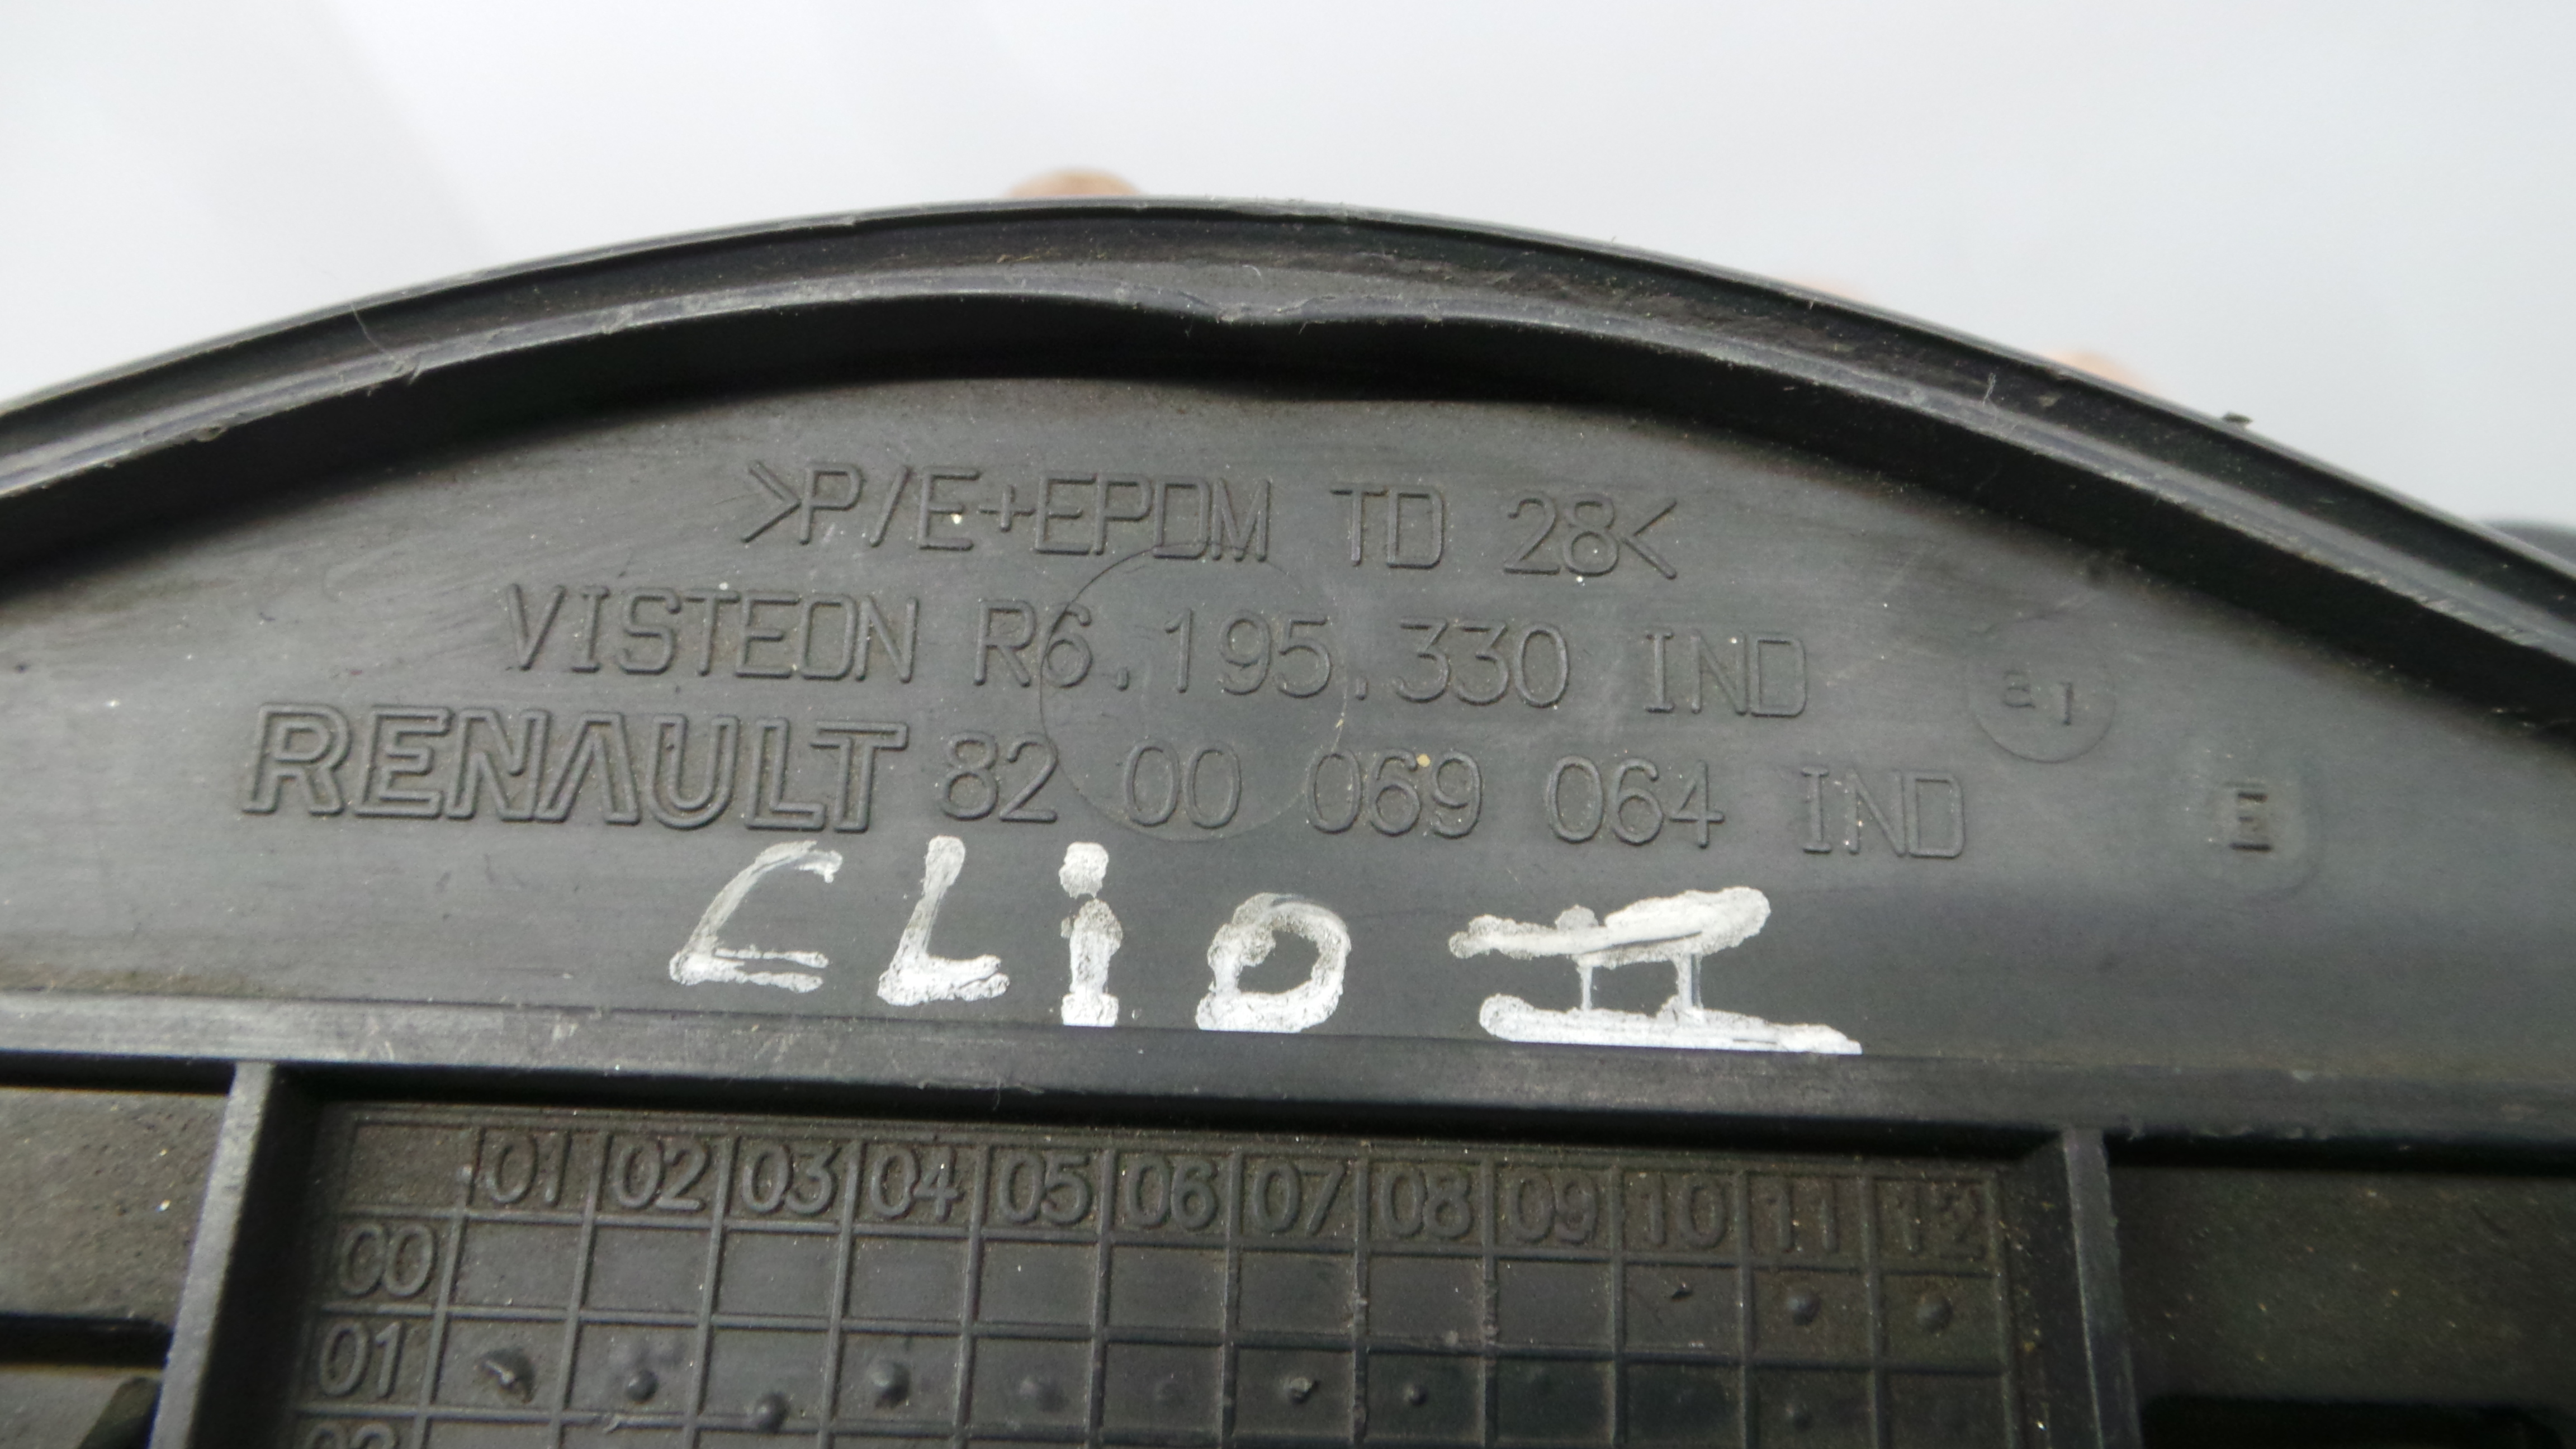 >P/E+EPDM TD 28<
VISTEON R6.195.330 IND
RENAULT 82 00 069 064 IND
CLiO II
01 02 03 04 05 06 07 08 09 10 11 12
00
01